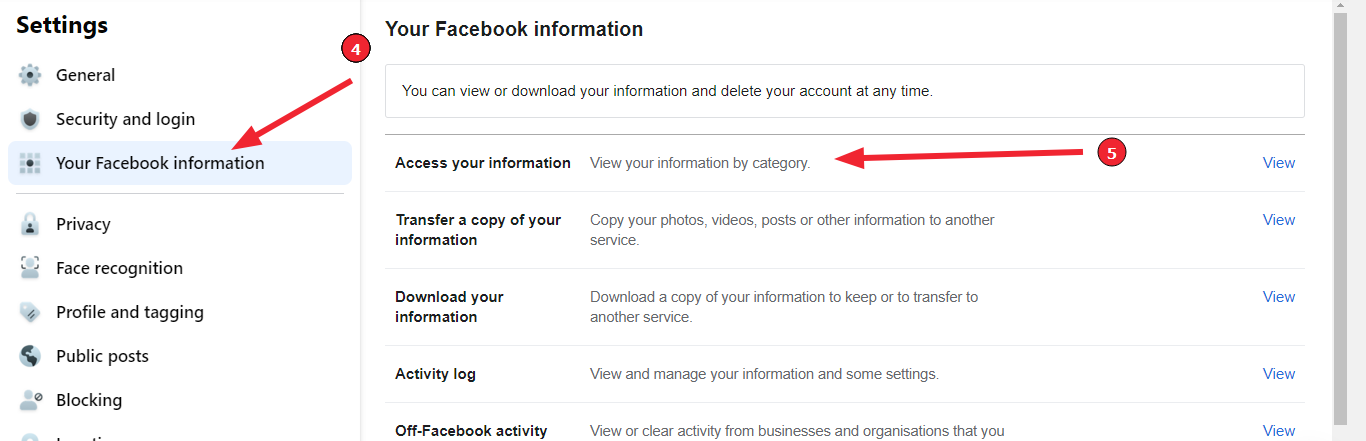 Settings
4
General
Security and login
Your Facebook information
Privacy
Face recognition
Profile and tagging
Public posts
Blocking
Your Facebook information
You can view or download your information and delete your account at any time.
Access your information View your information by category. 5 View
Transfer a copy of your Copy your photos, videos, posts or other information to another View
information service.
Download your Download a copy of your information to keep or to transfer to View
information another service.
Activity log View and manage your information and some settings. View
Off-Facebook activity View or clear activity from businesses and organisations that you View